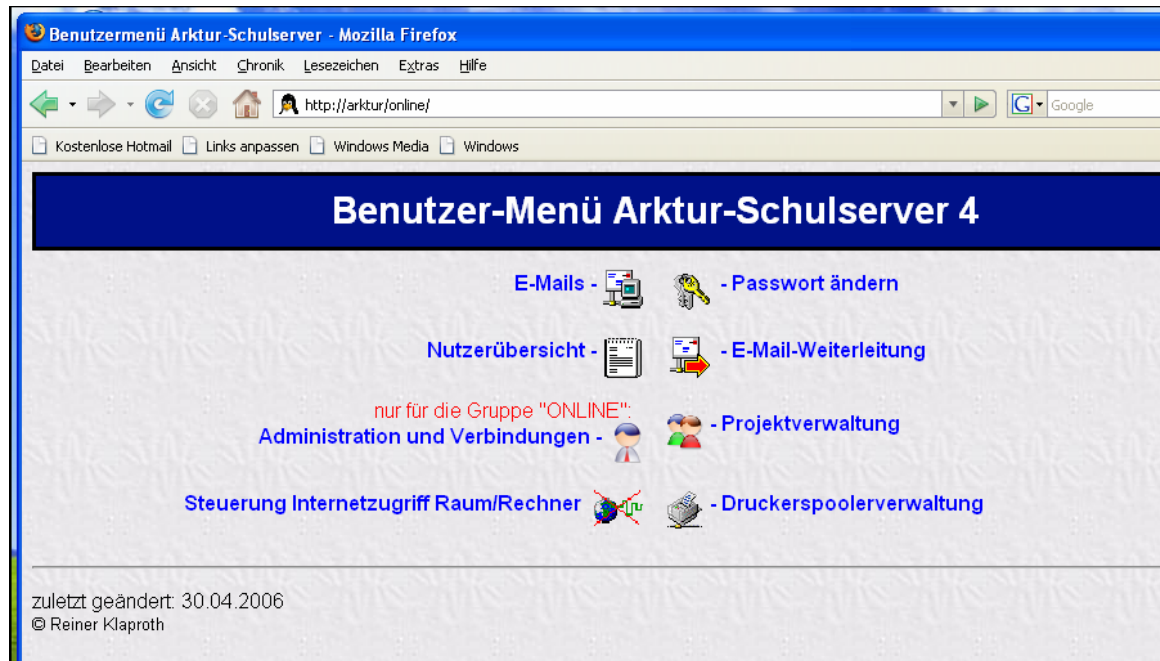 Benutzermenü Arktur-Schulserver - Mozilla Firefox
Datei Bearbeiten Ansicht Chronik Lesezeichen Extras Hilfe
http://arktur/online/ G Google
Kostenlose Hotmail Links anpassen Windows Media Windows
Benutzer-Menü Arktur-Schulserver 4
E-Mails - - Passwort ändern
Nutzerübersicht - - E-Mail-Weiterleitung
nur für die Gruppe "ONLINE":
Administration und Verbindungen - - Projektverwaltung
Steuerung Internetzugriff Raum/Rechner - Druckerspoolerverwaltung
zuletzt geändert: 30.04.2006
© Reiner Klaproth